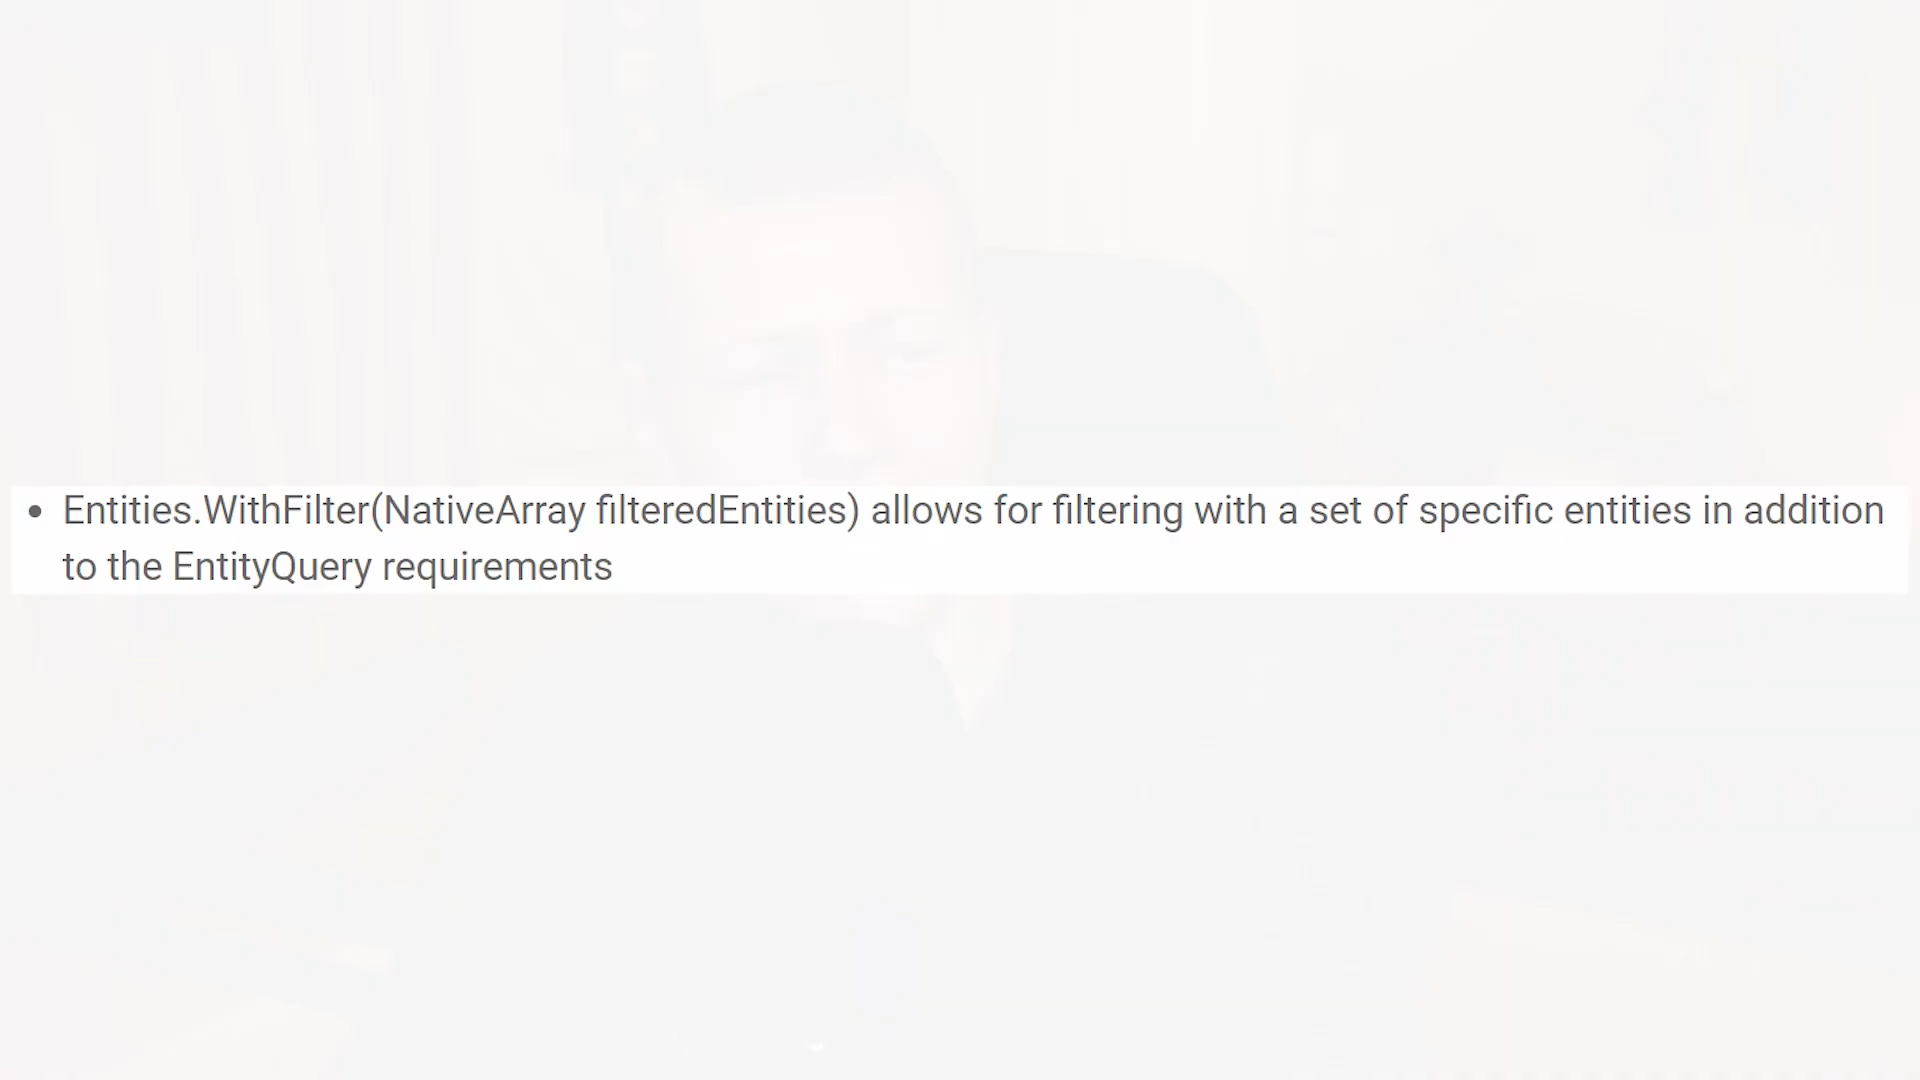 • Entities.WithFilter(NativeArray filteredEntities) allows for filtering with a set of specific entities in addition
to the EntityQuery requirements